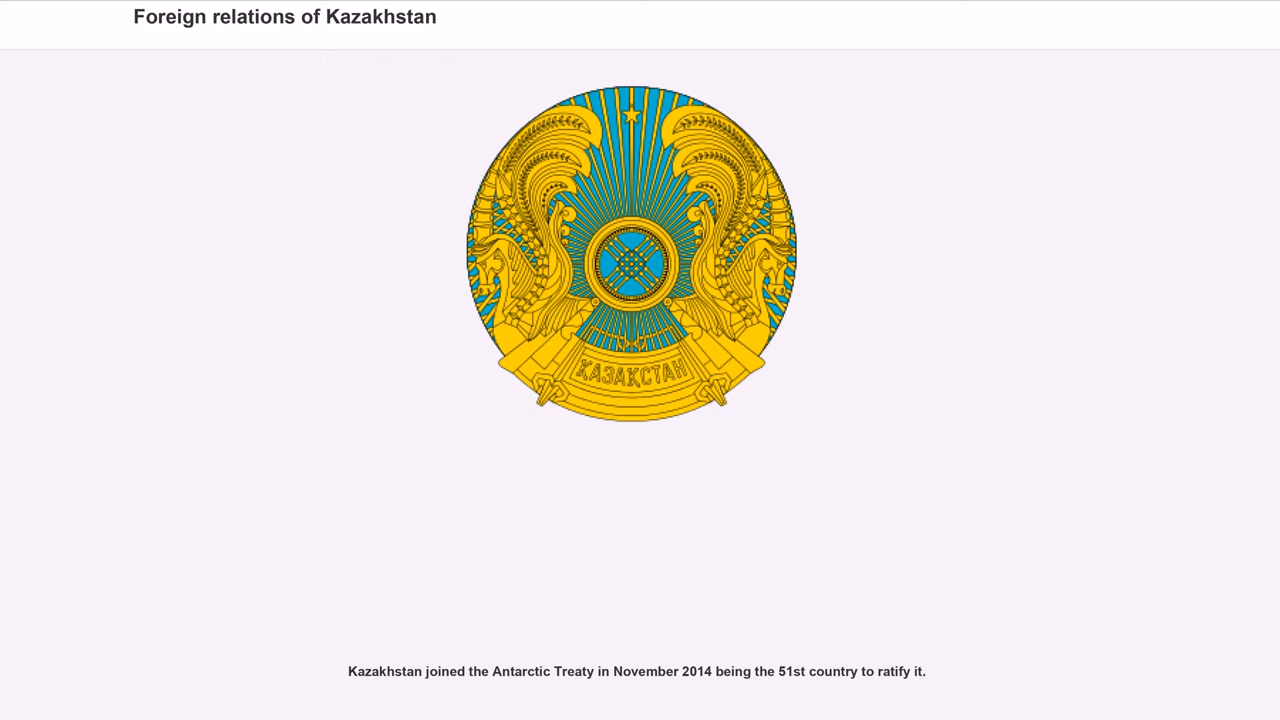 Foreign relations of Kazakhstan
ҚАЗАҚСТАН
Kazakhstan joined the Antarctic Treaty in November 2014 being the 51st country to ratify it.